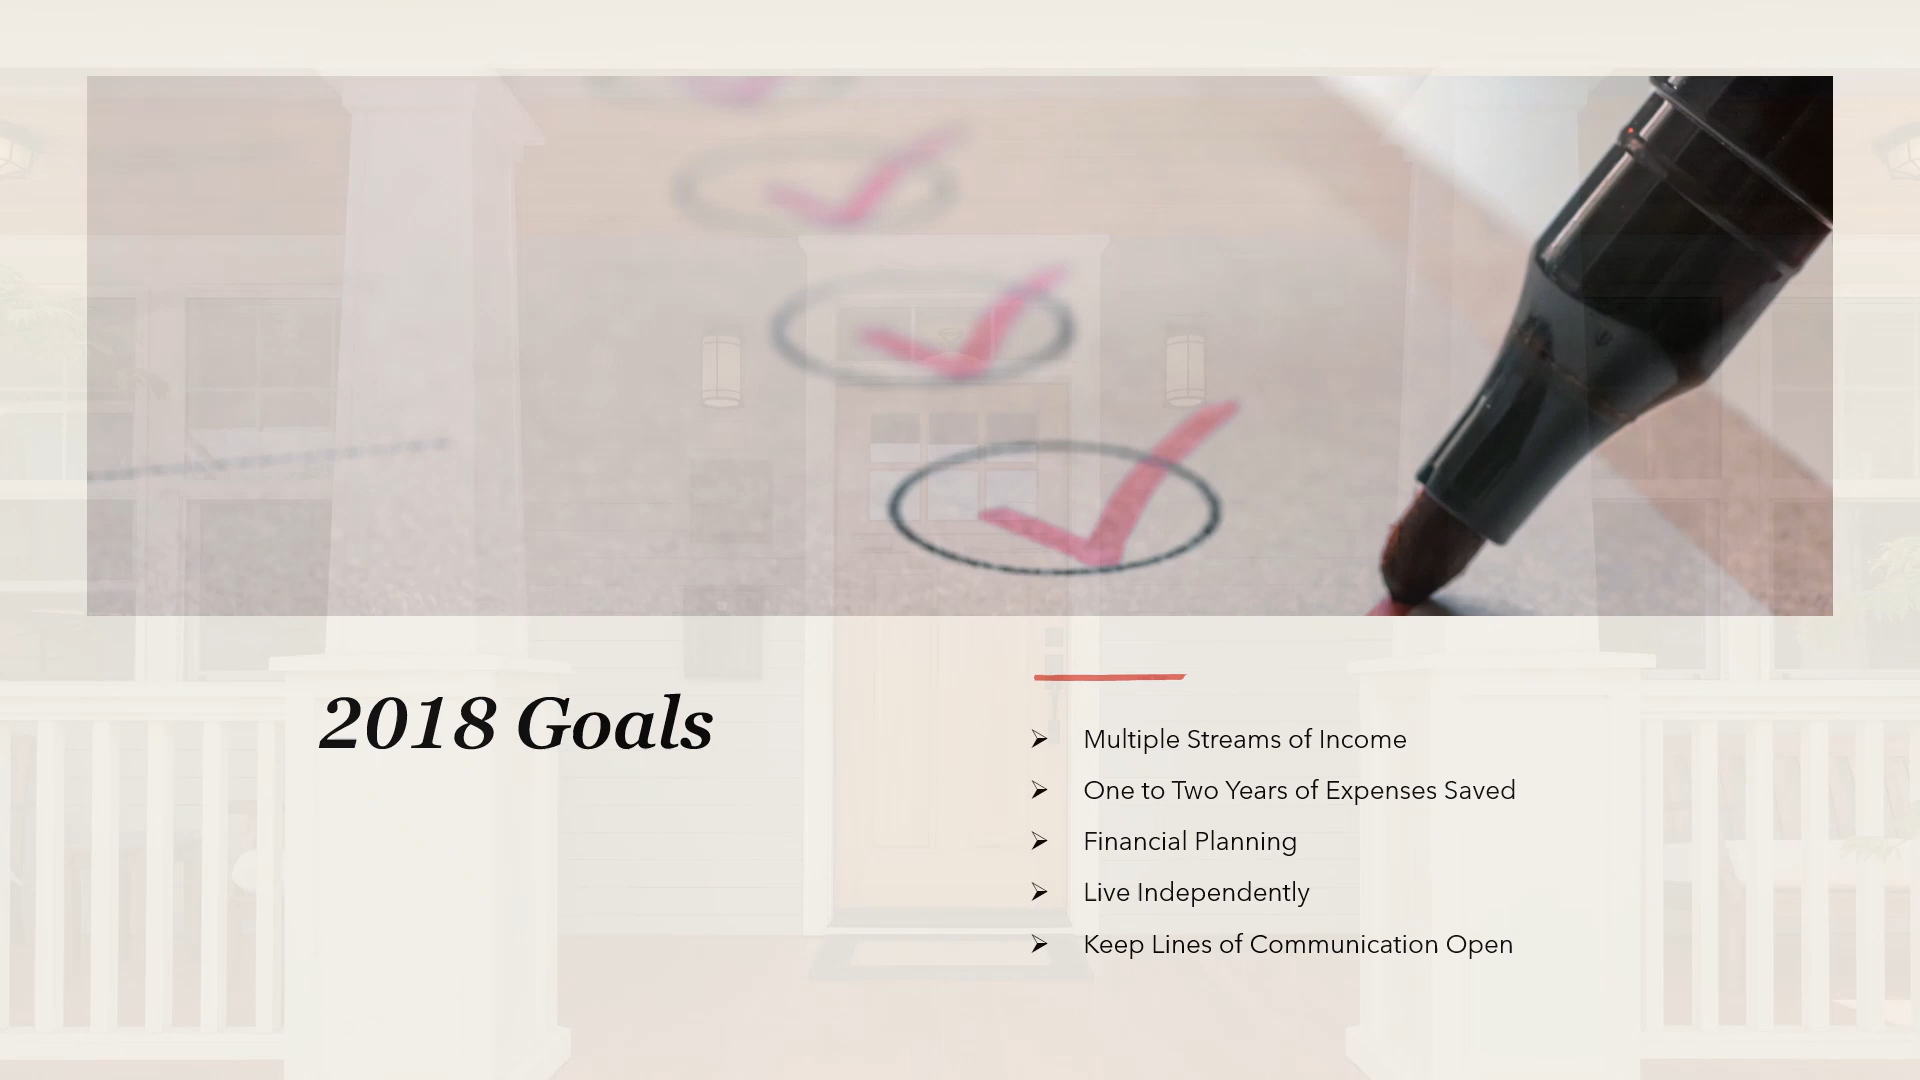 2018 Goals
Multiple Streams of Income
One to Two Years of Expenses Saved
Financial Planning
Live Independently
Keep Lines of Communication Open